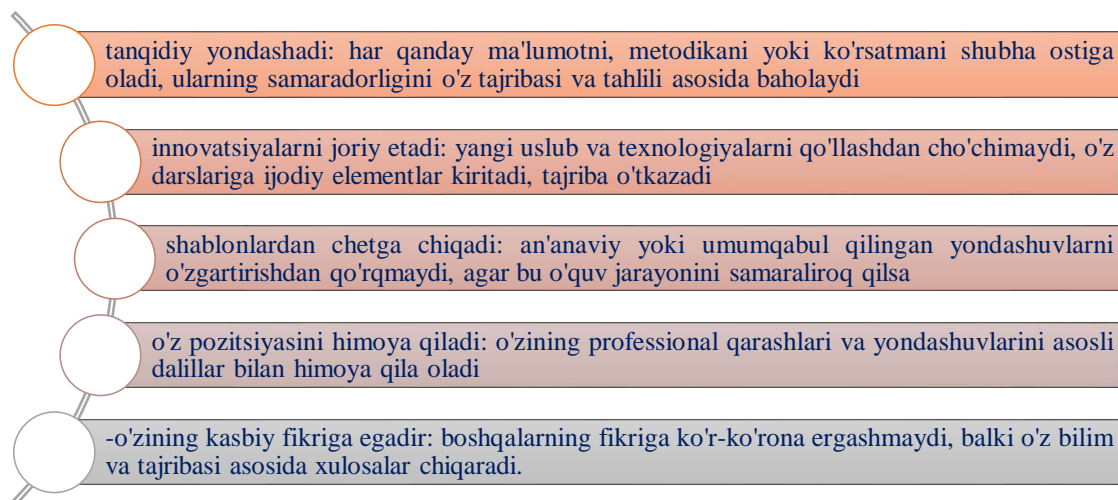 tanqidiy yondashadi: har qanday ma'lumotni, metodikani yoki ko'rsatmani shubha ostiga
oladi, ularning samaradorligini o'z tajribasi va tahlili asosida baholaydi
innovatsiyalarni joriy etadi: yangi uslub va texnologiyalarni qo'llashdan cho'chimaydi, o'z
darslariga ijodiy elementlar kiritadi, tajriba o'tkazadi
shablonlardan chetga chiqadi: an'anaviy yoki umumqabul qilingan yondashuvlarni
o'zgartirishdan qo'rqmaydi, agar bu o'quv jarayonini samaraliroq qilsa
o'z pozitsiyasini himoya qiladi: o'zining professional qarashlari va yondashuvlarini asosli
dalillar bilan himoya qila oladi
-o'zining kasbiy fikriga egadir: boshqalarning fikriga ko'r-ko'rona ergashmaydi, balki o'z bilim
va tajribasi asosida xulosalar chiqaradi.